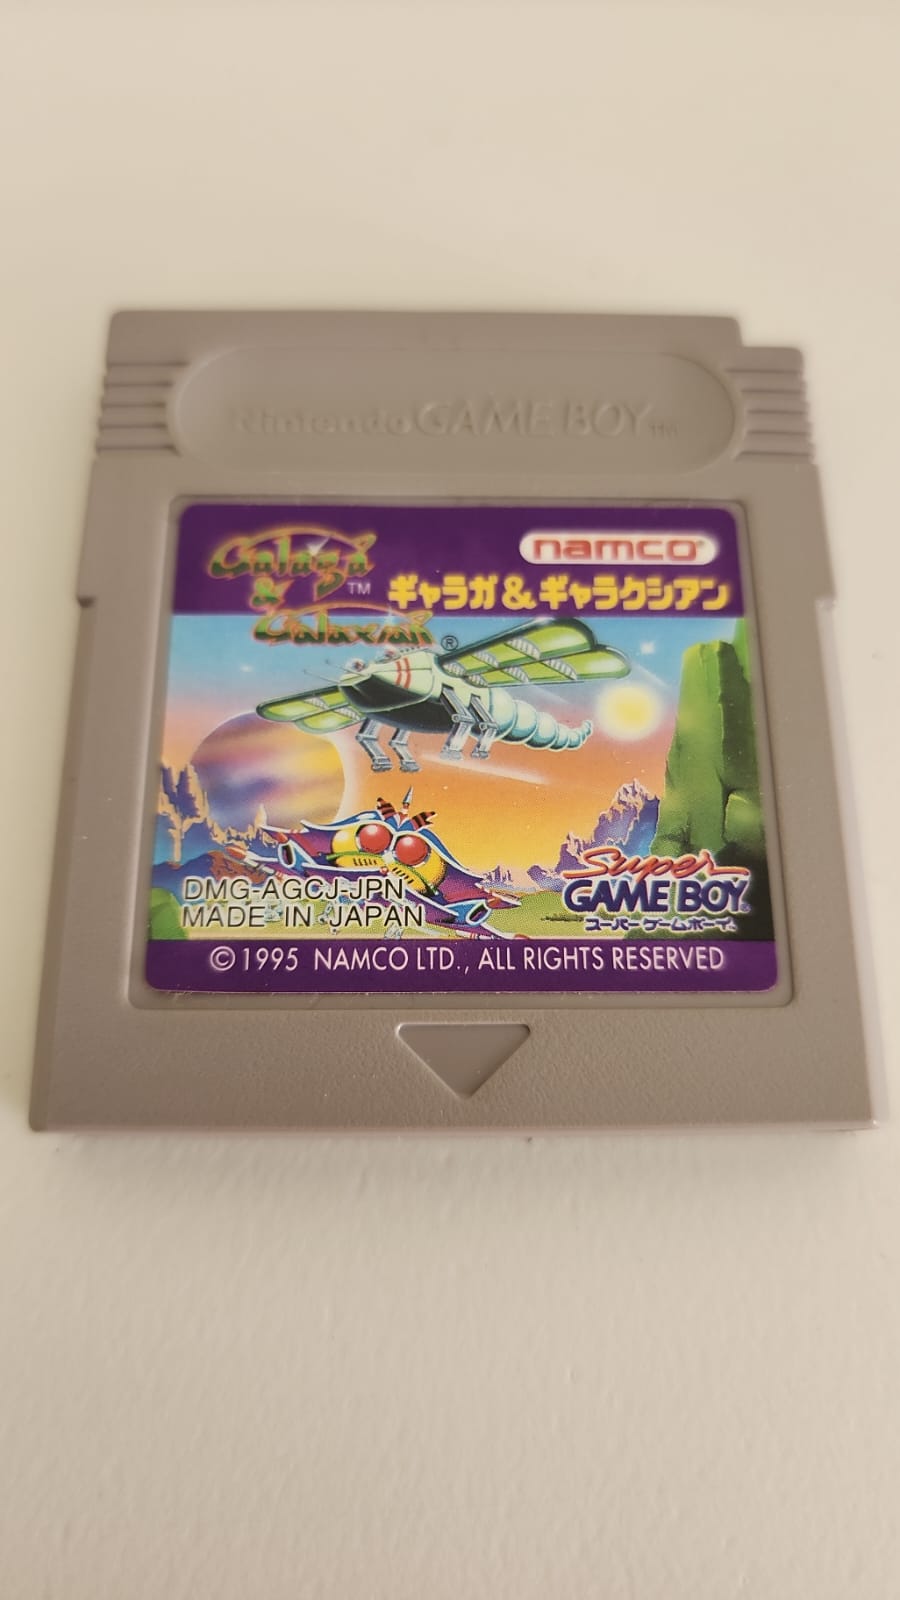 Nintendo GAME BOY TM
namco®
Galaga
& TM
Galaxian ®
ギャラガ&ギャラクシアン
DMG-AGCJ-JPN
MADE IN JAPAN
Super
GAME BOY®
スーパーゲームボーイ
©1995 NAMCO LTD., ALL RIGHTS RESERVED